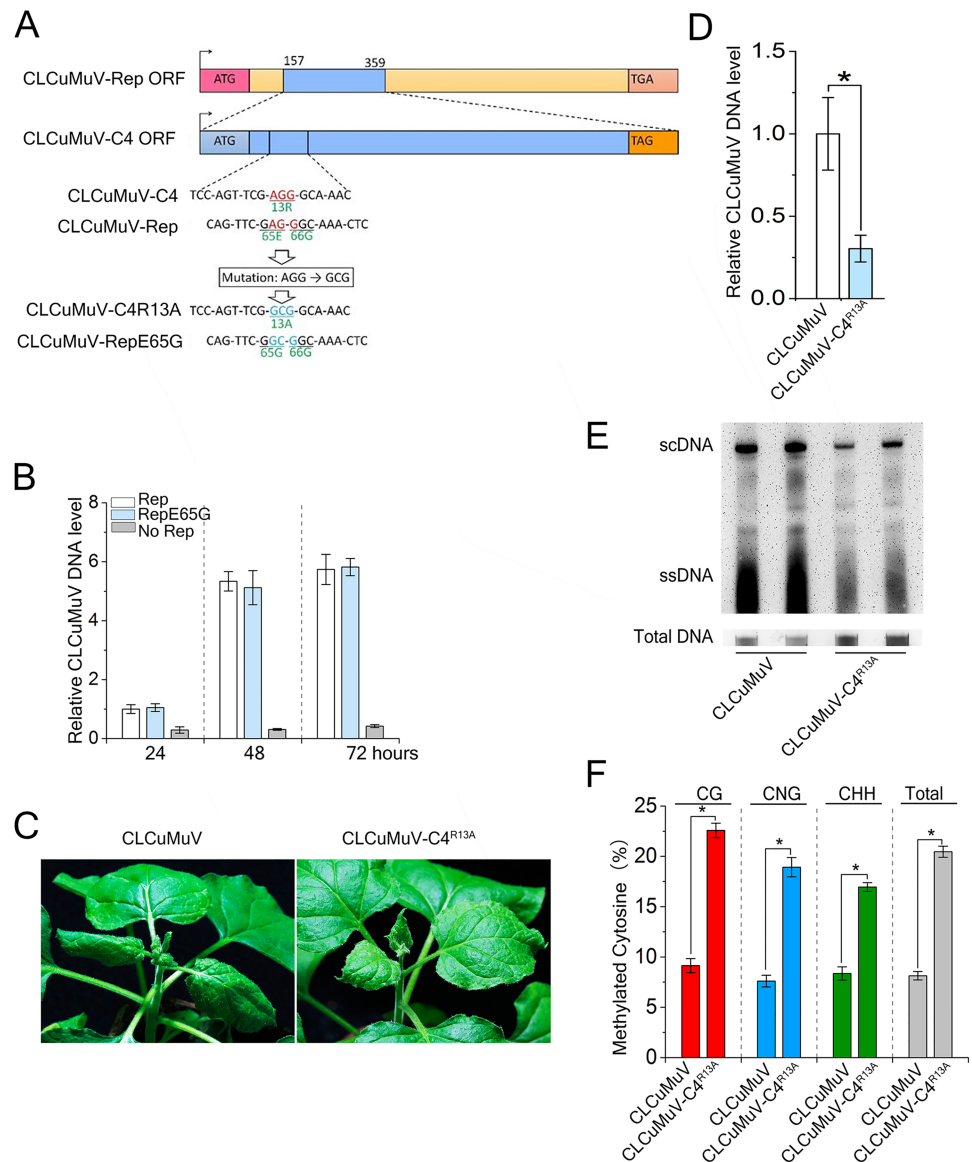 A
157 359
CLCuMuV-Rep ORF ATG TGA
CLCuMuV-C4 ORF ATG TAG
CLCuMuV-C4 TCC-AGT-TCG-AGG-GCA-AAC
13R
CLCuMuV-Rep CAG-TTC-GAG-GGC-AAA-CTC
65E 66G
Mutation: AGG → GCG
CLCuMuV-C4R13A TCC-AGT-TCG-GCG-GCA-AAC
13A
CLCuMuV-RepE65G CAG-TTC-GGC-GGC-AAA-CTC
65G 66G
B
Relative CLCuMuV DNA level
8
6
4
2
0
Rep
RepE65G
No Rep
24 48 72 hours
C
CLCuMuV CLCuMuV-C4R13A
D
Relative CLCuMuV DNA level
1.5
1.0
0.5
0.0
*
CLCuMuV
CLCuMuV-C4R13A
E
scDNA
ssDNA
Total DNA
CLCuMuV
CLCuMuV-C4R13A
F
CG CNG CHH Total
Methylated Cytosine (%)
25
20
15
10
5
0
* * * *
CLCuMuV
CLCuMuV-C4R13A
CLCuMuV
CLCuMuV-C4R13A
CLCuMuV
CLCuMuV-C4R13A
CLCuMuV
CLCuMuV-C4R13A